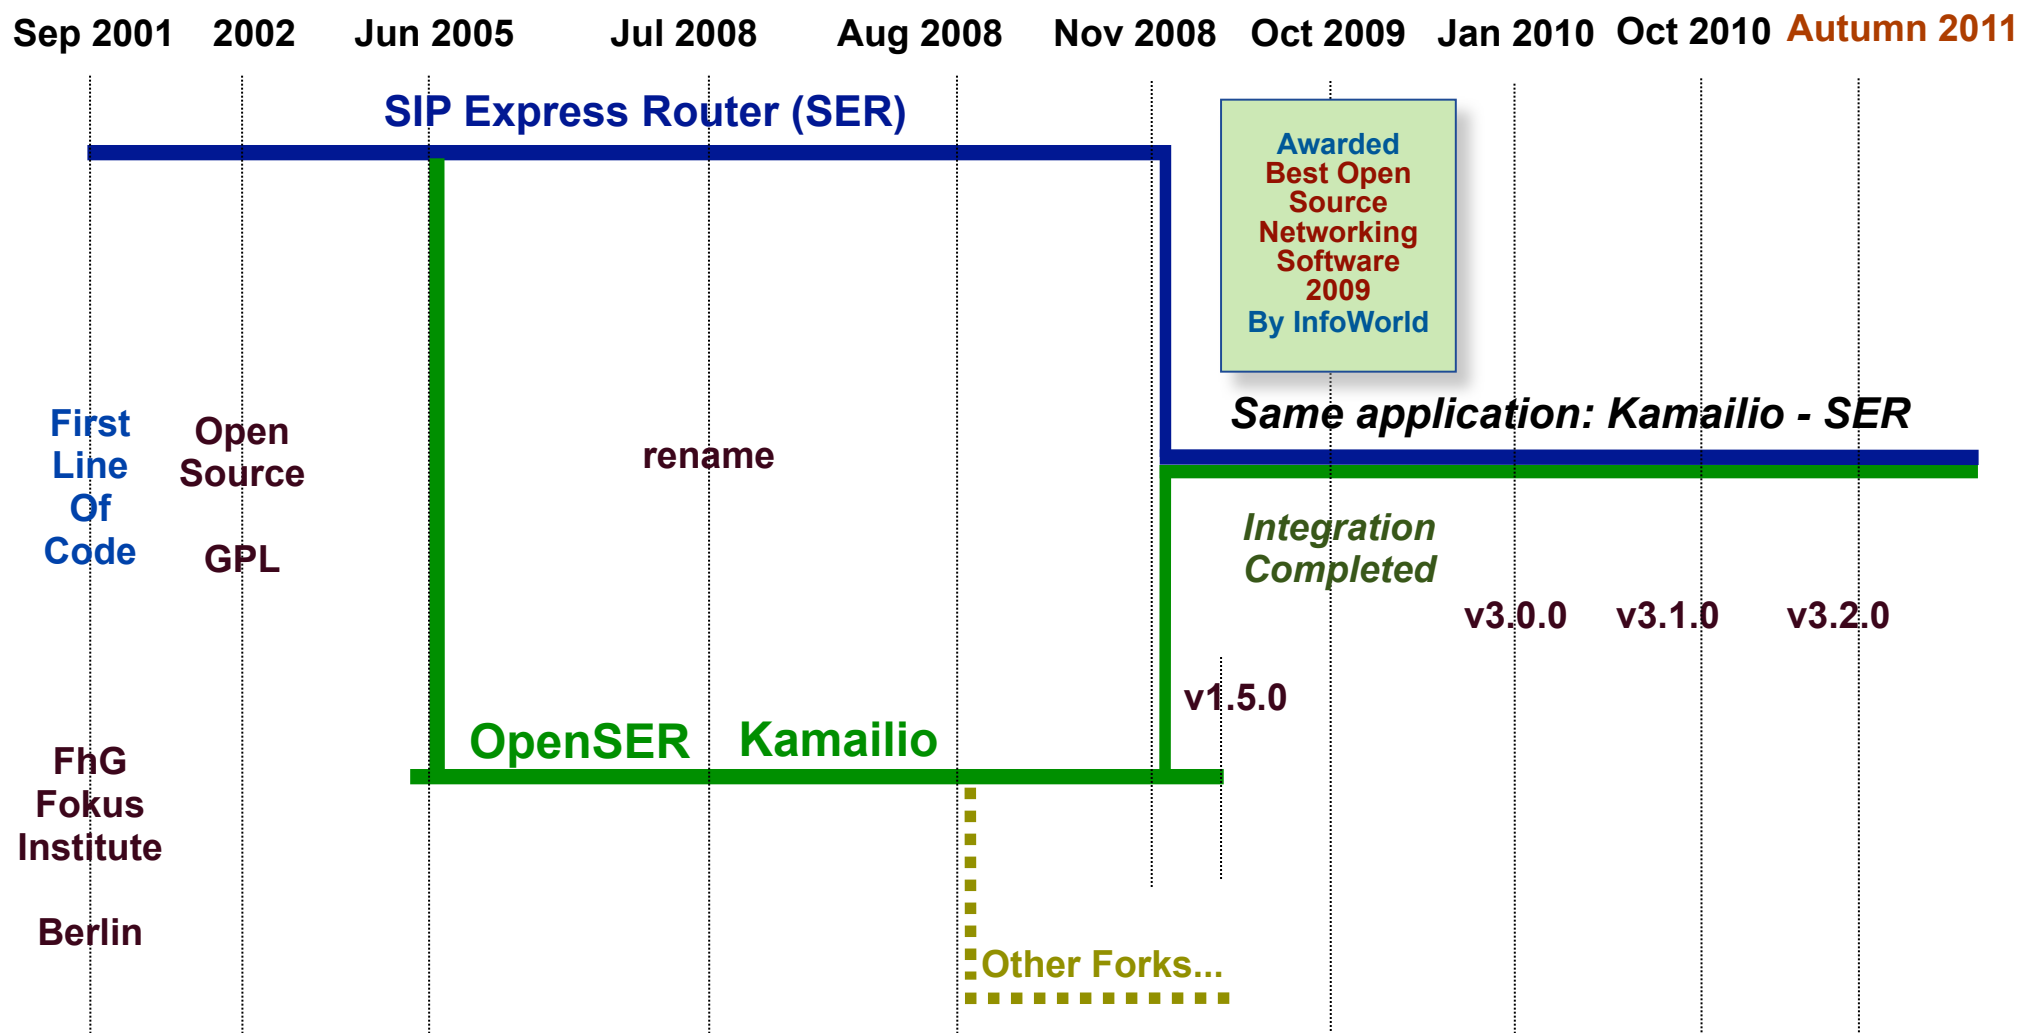 Sep 2001 2002 Jun 2005 Jul 2008 Aug 2008 Nov 2008 Oct 2009 Jan 2010 Oct 2010 Autumn 2011
SIP Express Router (SER)
Awarded
Best Open
Source
Networking
Software
2009
By InfoWorld
Same application: Kamailio - SER
First
Line
Of
Code
Open
Source
GPL
rename
Integration
Completed
v3.0.0 v3.1.0 v3.2.0
v1.5.0
OpenSER Kamailio
FhG
Fokus
Institute
Berlin
Other Forks...